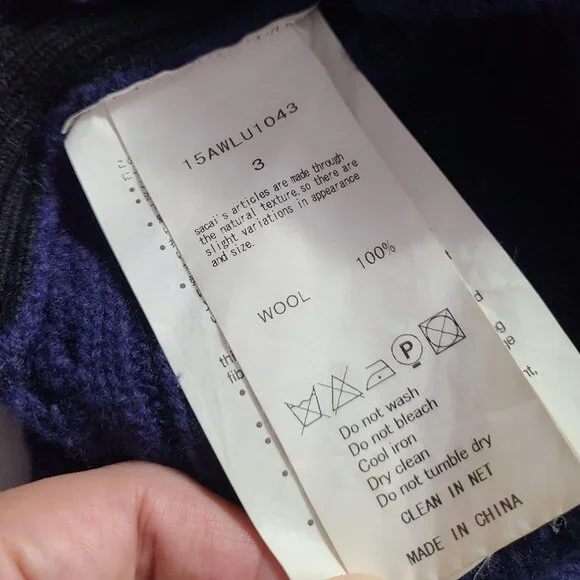 15AWLU1043
3
sacai's articles are made through
the natural texture, so there are
slight variations in appearance
and size.
WOOL 100%
P
Do not wash
Do not bleach
Cool iron
Dry clean
Do not tumble dry
CLEAN IN NET
MADE IN CHINA